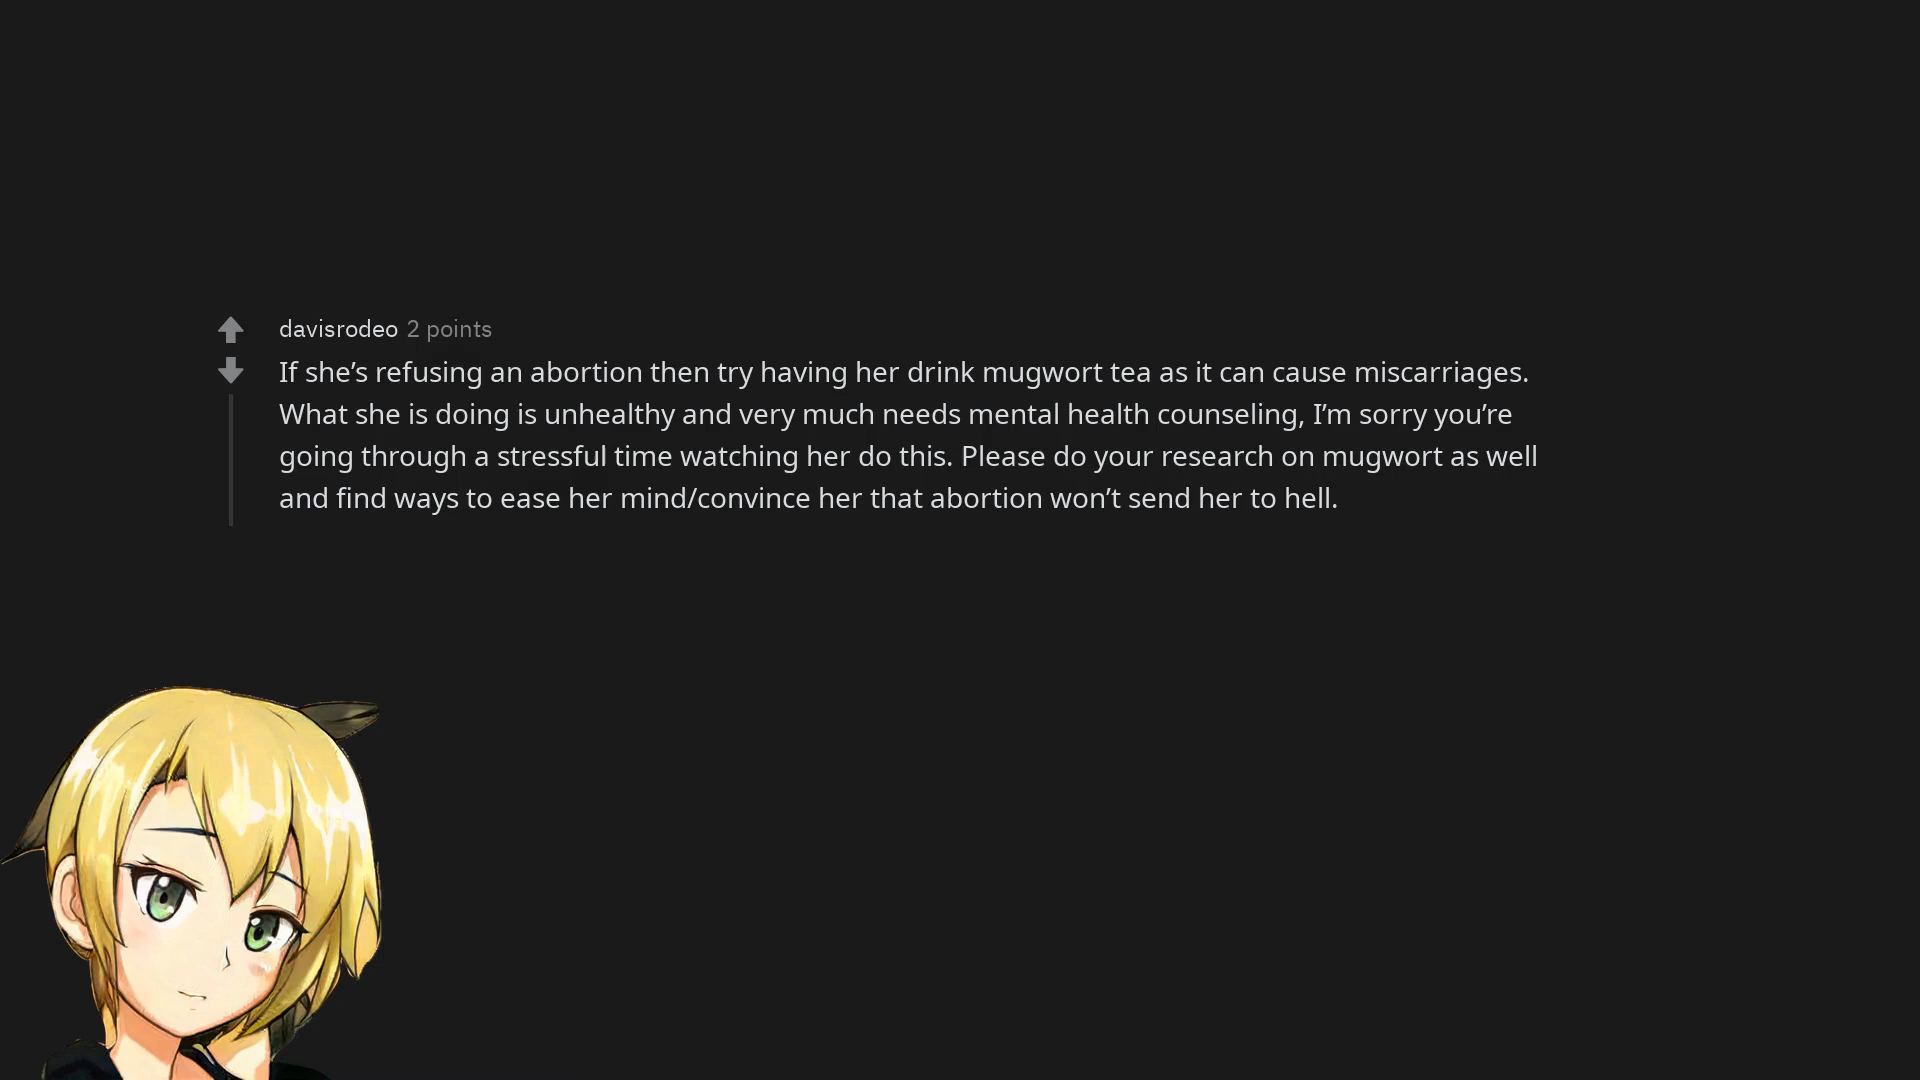 davisrodeo 2 points
If she’s refusing an abortion then try having her drink mugwort tea as it can cause miscarriages.
What she is doing is unhealthy and very much needs mental health counseling, I’m sorry you’re
going through a stressful time watching her do this. Please do your research on mugwort as well
and find ways to ease her mind/convince her that abortion won’t send her to hell.